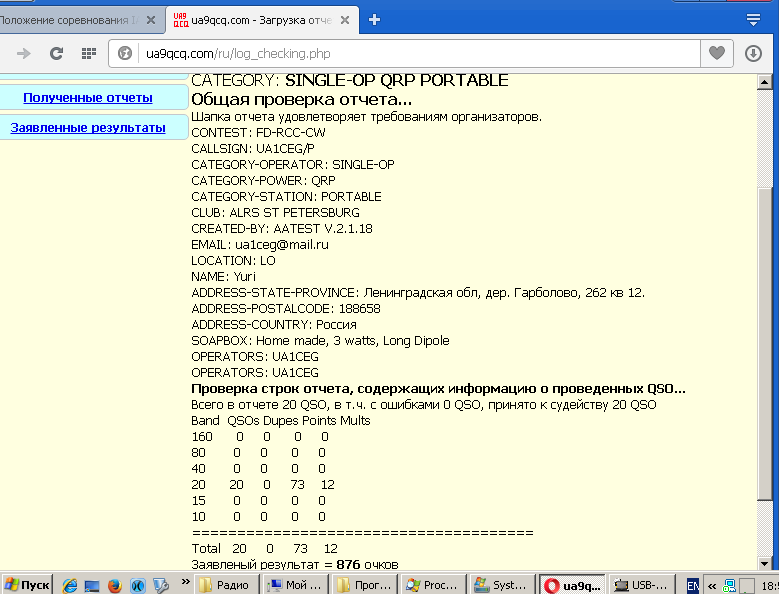 Положение соревнования
UA9
QCQ
ua9qcq.com - Загрузка отче
ua9qcq.com/ru/log_checking.php
Полученные отчеты
Заявленные результаты
CATEGORY: SINGLE-OP QRP PORTABLE
Общая проверка отчета...
Шапка отчета удовлетворяет требованиям организаторов.
CONTEST: FD-RCC-CW
CALLSIGN: UA1CEG/P
CATEGORY-OPERATOR: SINGLE-OP
CATEGORY-POWER: QRP
CATEGORY-STATION: PORTABLE
CLUB: ALRS ST PETERSBURG
CREATED-BY: AATEST V.2.1.18
EMAIL: ua1ceg@mail.ru
LOCATION: LO
NAME: Yuri
ADDRESS-STATE-PROVINCE: Ленинградская обл, дер. Гарболово, 262 кв 12.
ADDRESS-POSTALCODE: 188658
ADDRESS-COUNTRY: Россия
SOAPBOX: Home made, 3 watts, Long Dipole
OPERATORS: UA1CEG
OPERATORS: UA1CEG
Проверка строк отчета, содержащих информацию о проведенных QSO...
Всего в отчете 20 QSO, в т.ч. с ошибками 0 QSO, принято к судейству 20 QSO
Band QSOs Dupes Points Mults
160 0 0 0 0
80 0 0 0 0
40 0 0 0 0
20 20 0 73 12
15 0 0 0 0
10 0 0 0 0
======================================
Total 20 0 73 12
Заявленый результат = 876 очков
Пуск
»
Радио
Мой ...
Прог...
Proc...
Syst...
ua9q...
USB-...
EN
«
18:5